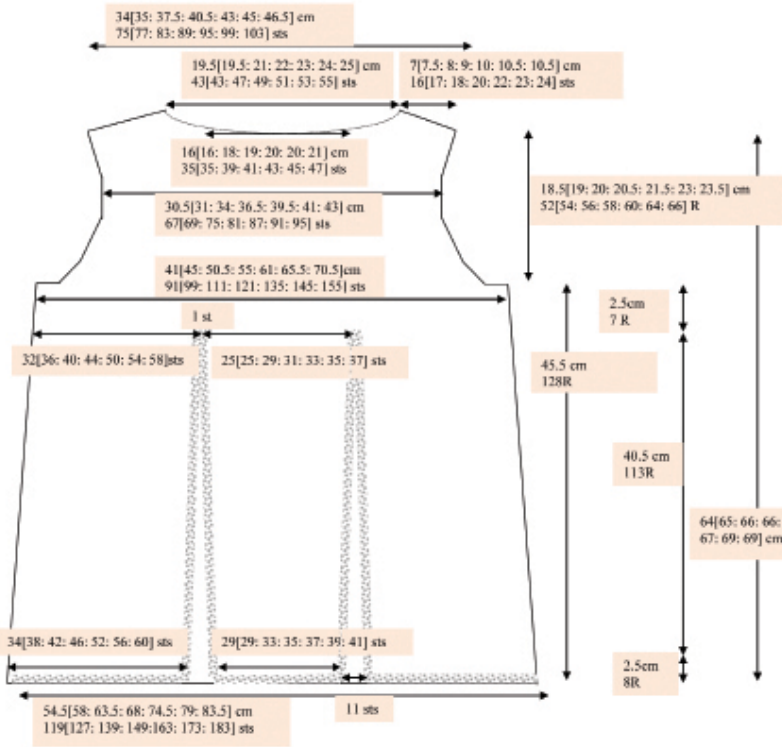 34[35: 37.5: 40.5: 43: 45: 46.5] cm
75[77: 83: 89: 95: 99: 103] sts
19.5[19.5: 21: 22: 23: 24: 25] cm
43[43: 47: 49: 51: 53: 55] sts
7[7.5: 8: 9: 10: 10.5: 10.5] cm
16[17: 18: 20: 22: 23: 24] sts
16[16: 18: 19: 20: 20: 21] cm
35[35: 39: 41: 43: 45: 47] sts
18.5[19: 20: 20.5: 21.5: 23: 23.5] cm
52[54: 56: 58: 60: 64: 66] R
30.5[31: 34: 36.5: 39.5: 41: 43] cm
67[69: 75: 81: 87: 91: 95] sts
41[45: 50.5: 55: 61: 65.5: 70.5]cm
91[99: 111: 121: 135: 145: 155] sts
1 st
2.5cm
7 R
32[36: 40: 44: 50: 54: 58]sts
25[25: 29: 31: 33: 35: 37] sts
45.5 cm
128R
40.5 cm
113R
64[65: 66: 66:
67: 69: 69] cm
34[38: 42: 46: 52: 56: 60] sts
29[29: 33: 35: 37: 39: 41] sts
2.5cm
8R
54.5[58: 63.5: 68: 74.5: 79: 83.5] cm
119[127: 139: 149:163: 173: 183] sts
11 sts